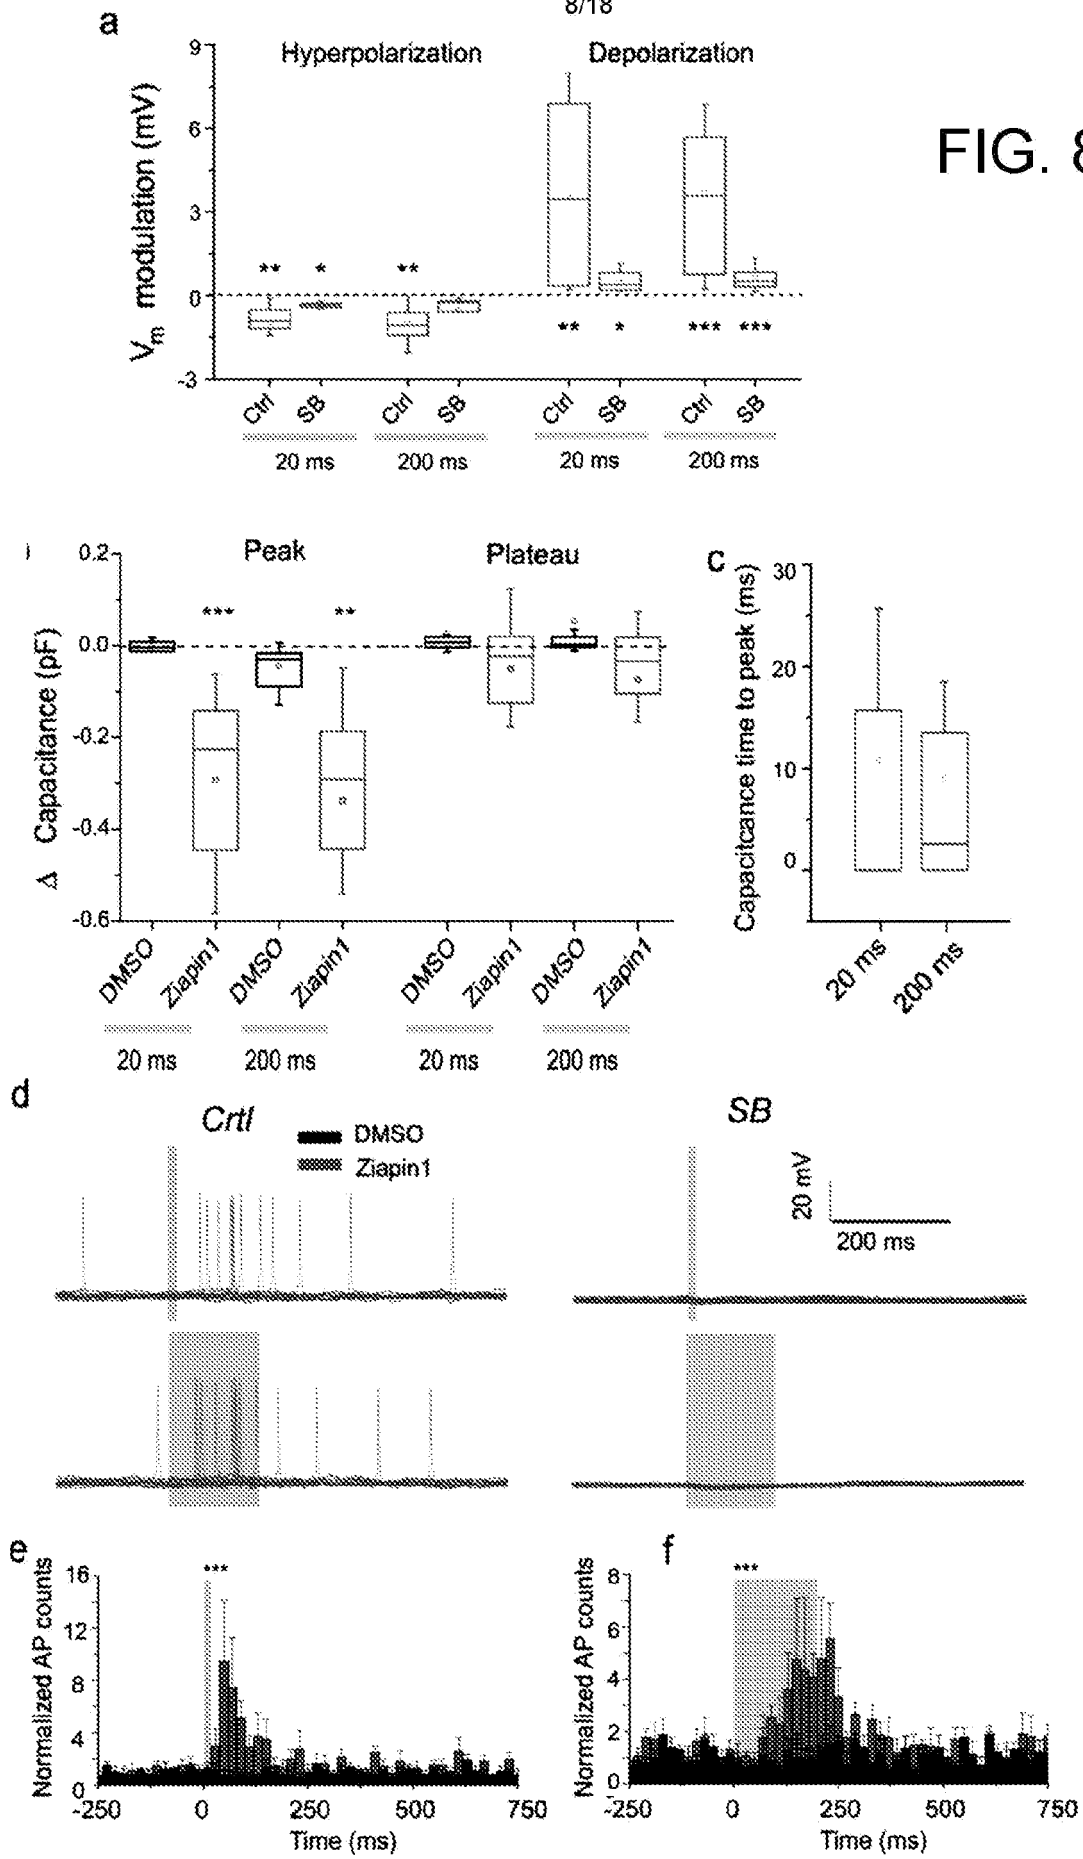 8/18
FIG. 8
a
Hyperpolarization Depolarization
Vm modulation (mV)
9
6
3
0
-3
** * **
** * *** ***
Ctrl SB Ctrl SB Ctrl SB Ctrl SB
20 ms 200 ms 20 ms 200 ms
Peak Plateau
Δ Capacitance (pF)
0.2
0.0
-0.2
-0.4
-0.6
*** **
DMSO Ziapin1 DMSO Ziapin1 DMSO Ziapin1 DMSO Ziapin1
20 ms 200 ms 20 ms 200 ms
c
Capacitcance time to peak (ms)
30
20
10
0
20 ms 200 ms
d
Crtl
DMSO
Ziapin1
SB
20 mV
200 ms
e
Normalized AP counts
16
12
8
4
0
***
-250 0 250 500 750
Time (ms)
f
Normalized AP counts
8
6
4
2
0
***
-250 0 250 500 750
Time (ms)